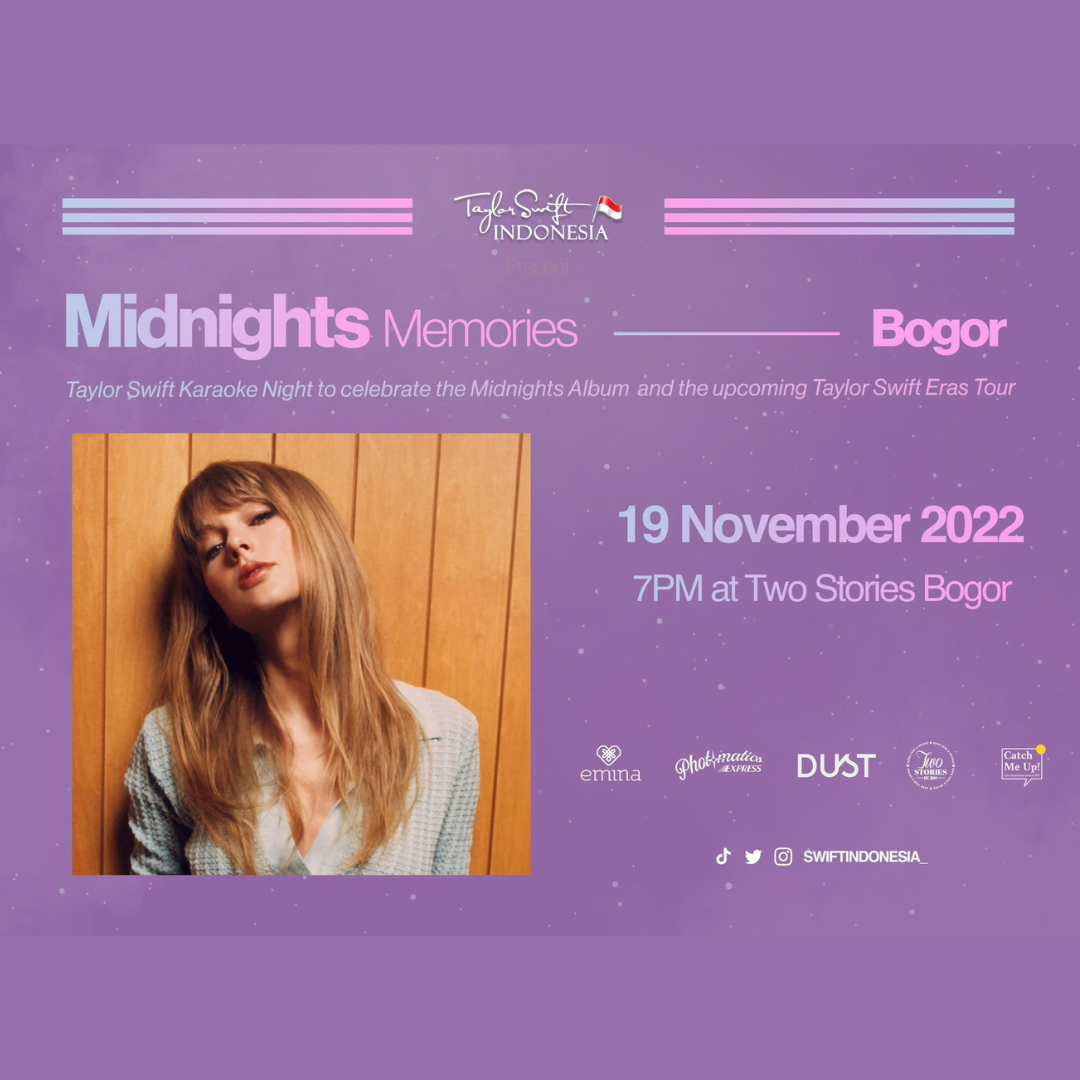 Taylor Swift
INDONESIA
Present
Midnights Memories
Bogor
Taylor Swift Karaoke Night to celebrate the Midnights Album and the upcoming Taylor Swift Eras Tour
19 November 2022
7PM at Two Stories Bogor
emina
Photomatics
EXPRESS
DUST
Two
STORIES
Catch
Me Up!
SWIFTINDONESIA_